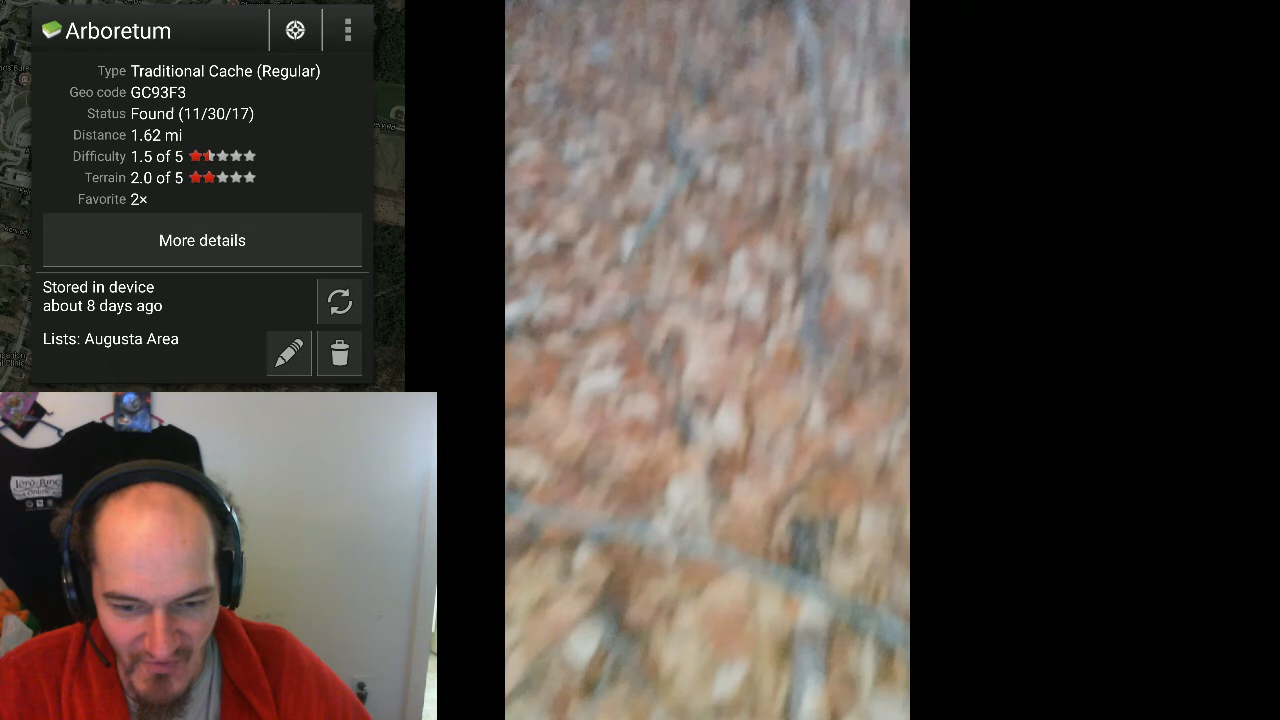 Arboretum
Type Traditional Cache (Regular)
Geo code GC93F3
Status Found (11/30/17)
Distance 1.62 mi
Difficulty 1.5 of 5
Terrain 2.0 of 5
Favorite 2×
More details
Stored in device
about 8 days ago
Lists: Augusta Area
Online